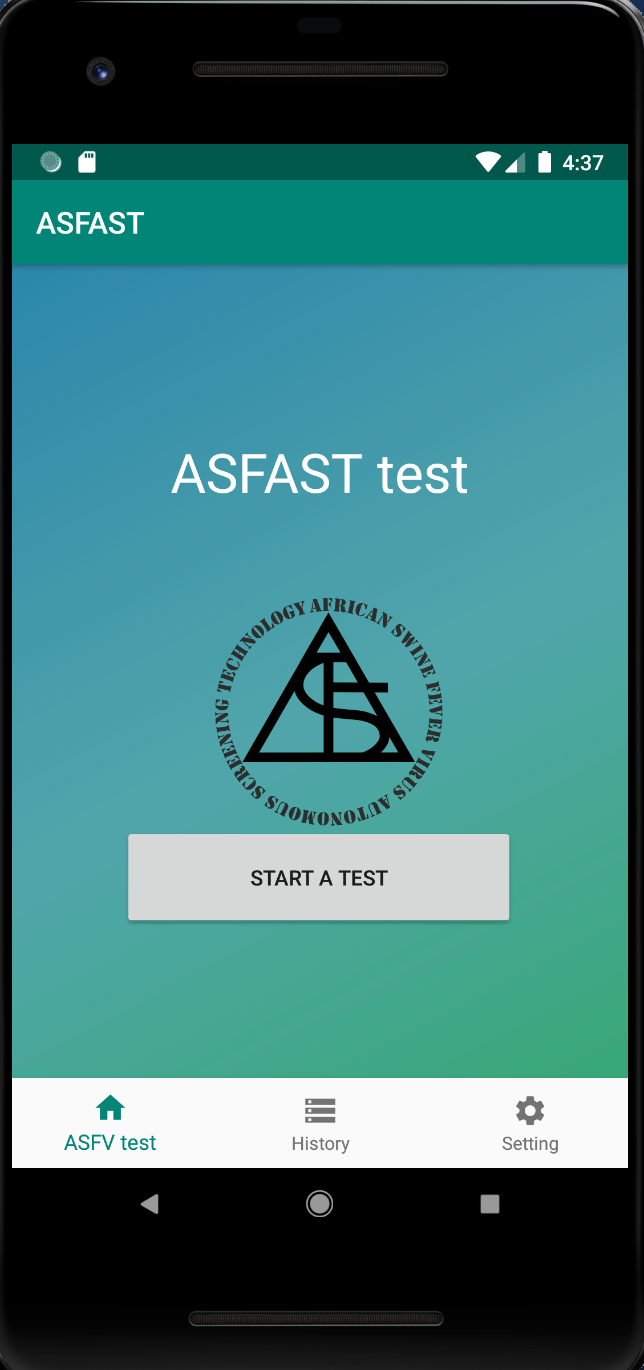 4:37
ASFAST
ASFAST test
AFRICAN SWINE FEVER VIRUS AUTONOMOUS SCREENING TECHNOLOGY
START A TEST
ASFV test
History
Setting